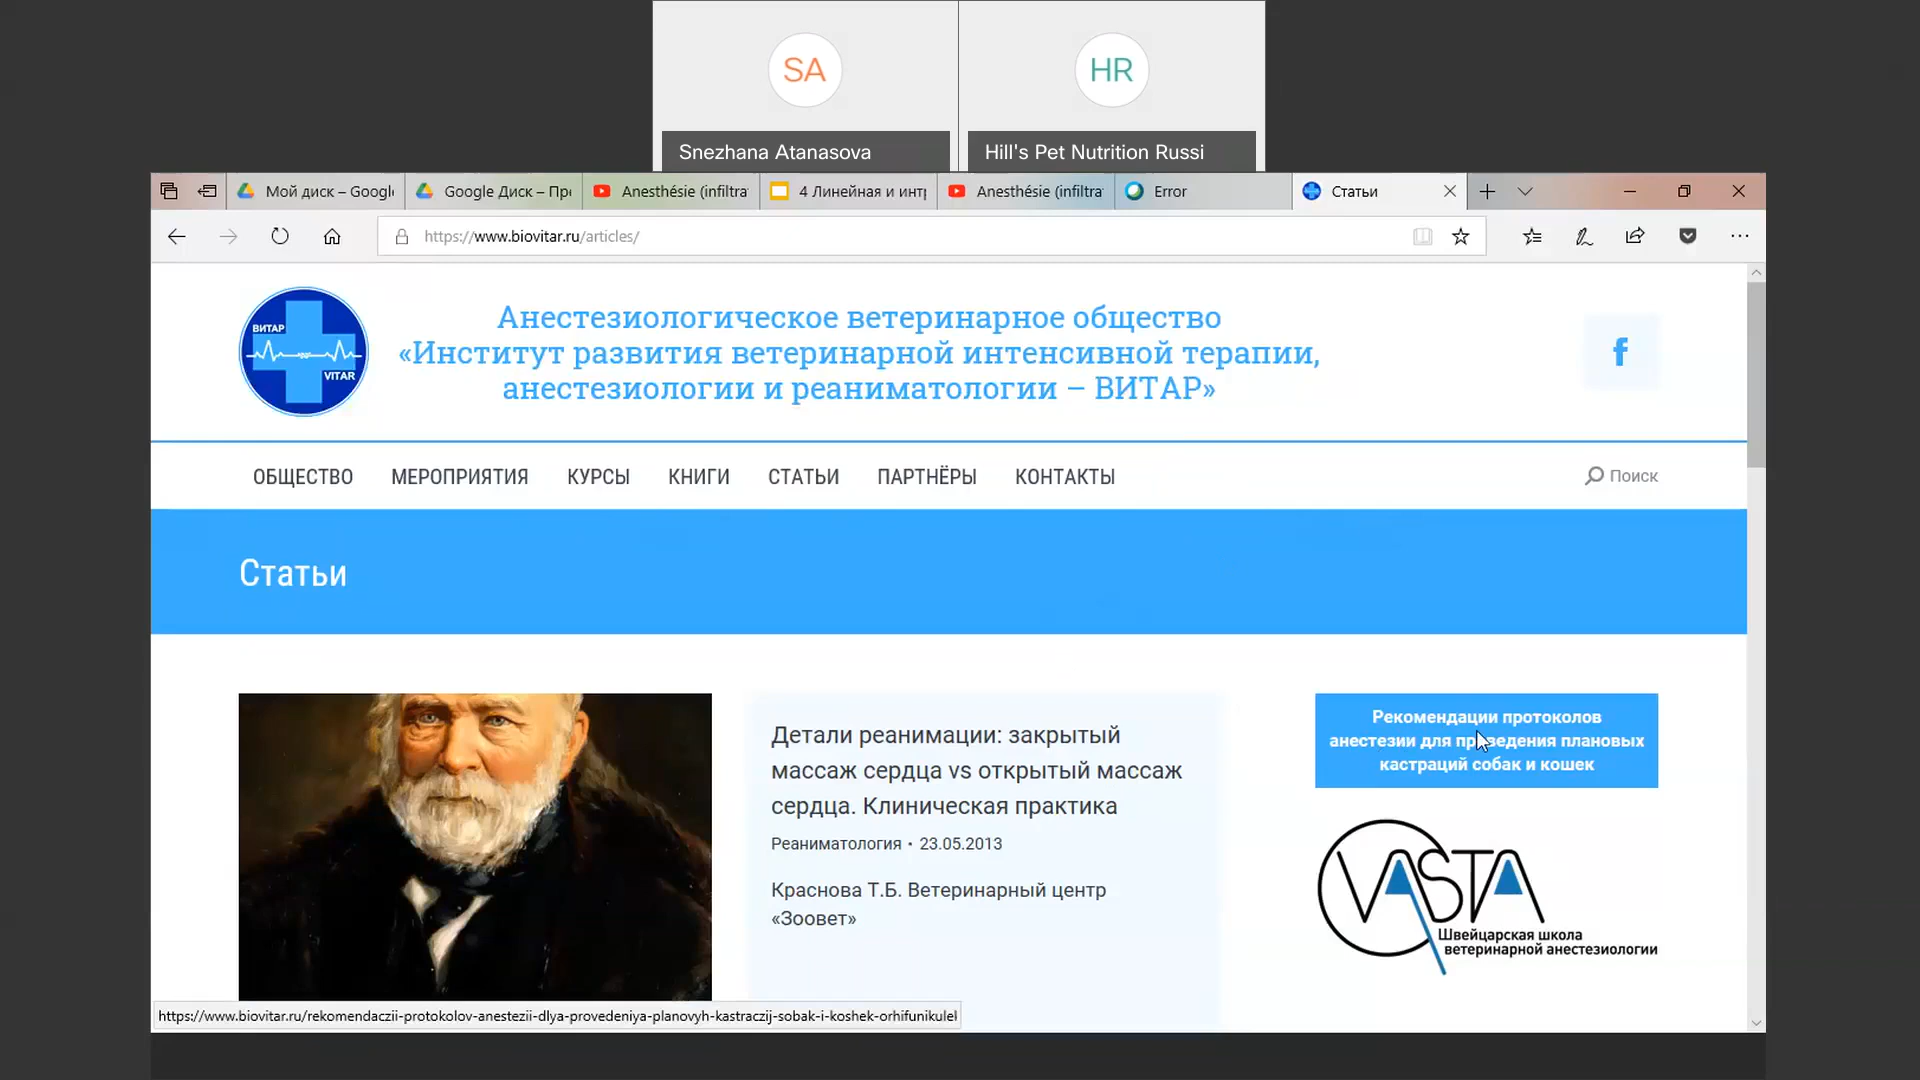 SA
HR
Snezhana Atanasova
Hill's Pet Nutrition Russi
Мой диск – Googl
Google Диск – Пр
Anesthésie (infiltra
4 Линейная и инт
Anesthésie (infiltra
Error
Статьи
https://www.biovitar.ru/articles/
ВИТАР
VITAR
Анестезиологическое ветеринарное общество
«Институт развития ветеринарной интенсивной терапии,
анестезиологии и реаниматологии – ВИТАР»
f
ОБЩЕСТВО
МЕРОПРИЯТИЯ
КУРСЫ
КНИГИ
СТАТЬИ
ПАРТНЁРЫ
КОНТАКТЫ
Поиск
Статьи
Детали реанимации: закрытый
массаж сердца vs открытый массаж
сердца. Клиническая практика
Реаниматология • 23.05.2013
Краснова Т.Б. Ветеринарный центр
«Зоовет»
Рекомендации протоколов
анестезии для проведения плановых
кастраций собак и кошек
VASTA
Швейцарская школа
ветеринарной анестезиологии
https://www.biovitar.ru/rekomendaczii-protokolov-anestezii-dlya-provedeniya-planovyh-kastraczij-sobak-i-koshek-orhifunikulek